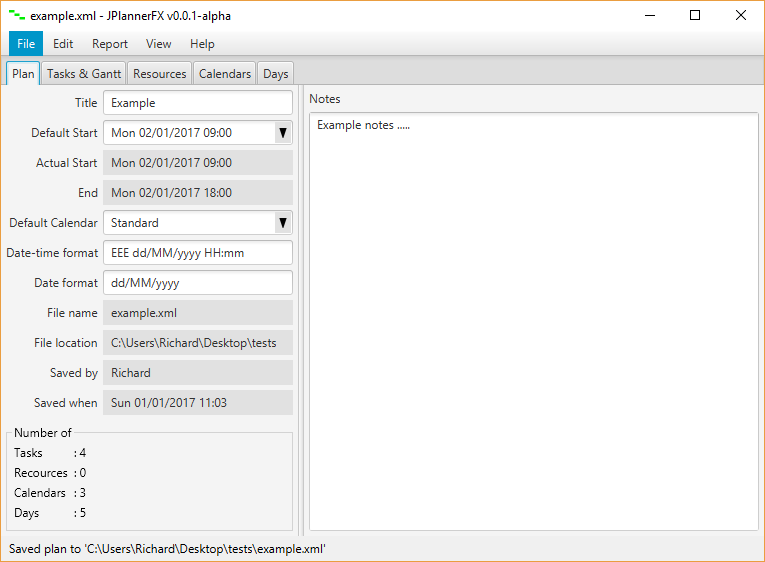 example.xml - JPlannerFX v0.0.1-alpha
File Edit Report View Help
Plan Tasks & Gantt Resources Calendars Days
Title Example
Default Start Mon 02/01/2017 09:00
Actual Start Mon 02/01/2017 09:00
End Mon 02/01/2017 18:00
Default Calendar Standard
Date-time format EEE dd/MM/yyyy HH:mm
Date format dd/MM/yyyy
File name example.xml
File location C:\Users\Richard\Desktop\tests
Saved by Richard
Saved when Sun 01/01/2017 11:03
Number of
Tasks : 4
Recources : 0
Calendars : 3
Days : 5
Notes
Example notes .....
Saved plan to 'C:\Users\Richard\Desktop\tests\example.xml'